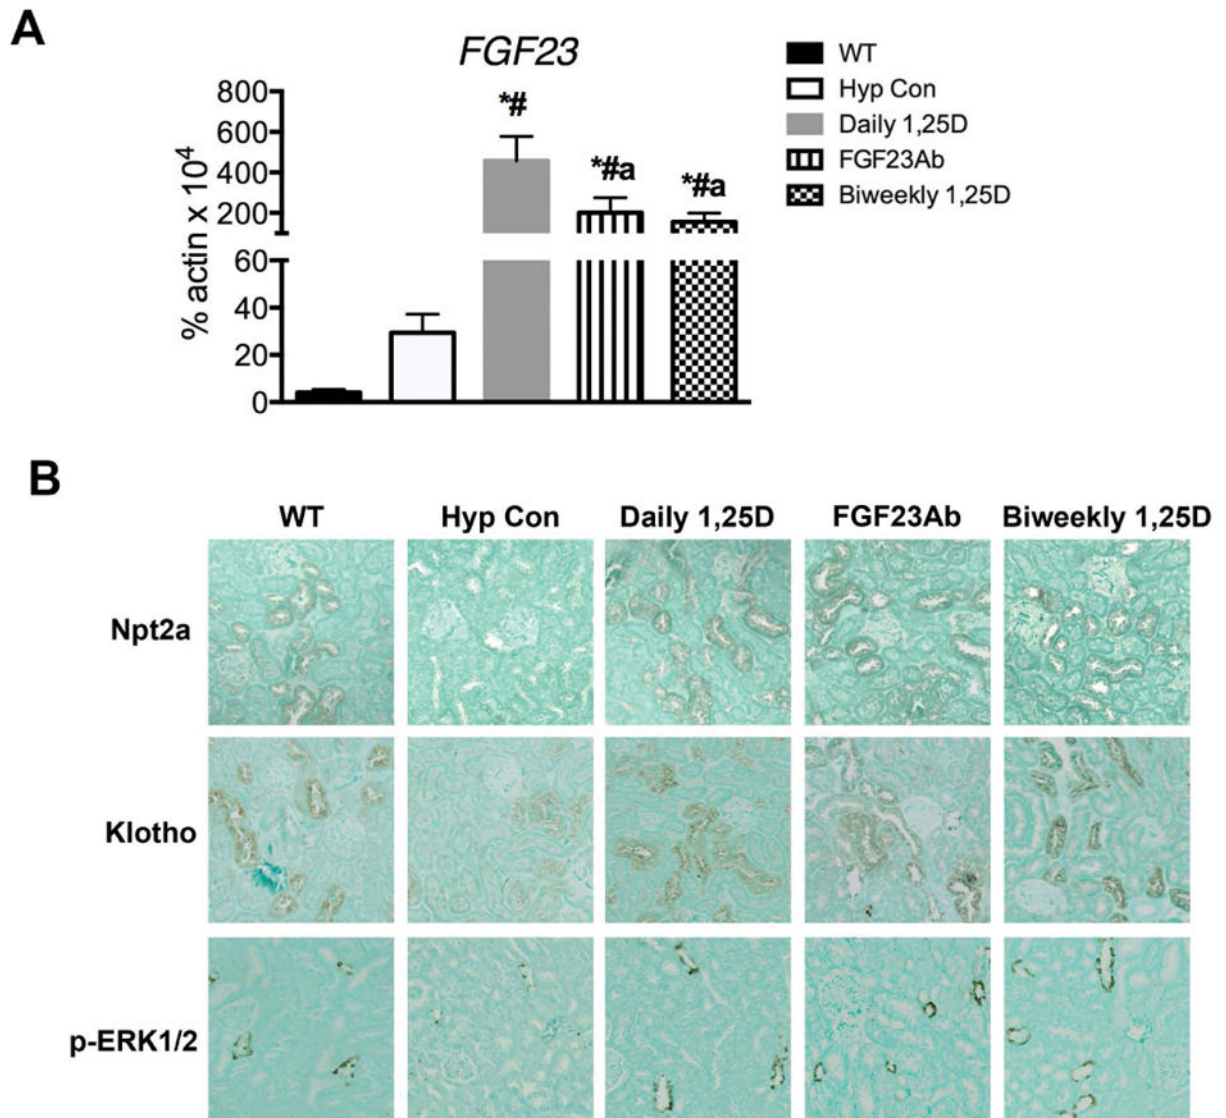 A
FGF23
% actin x 10⁴
800
600
400
200
60
40
20
0
*#
*#a
*#a
WT
Hyp Con
Daily 1,25D
FGF23Ab
Biweekly 1,25D
B
WT Hyp Con Daily 1,25D FGF23Ab Biweekly 1,25D
Npt2a
Klotho
p-ERK1/2